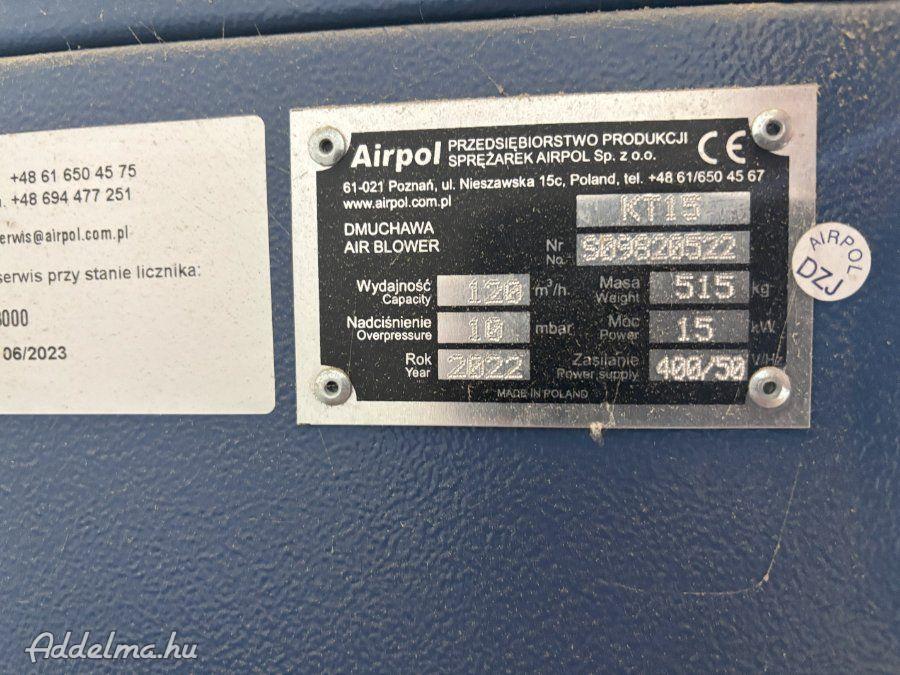 +48 61 650 45 75
+48 694 477 251
erwis@airpol.com.pl
serwis przy stanie licznika:
000
06/2023
Airpol PRZEDSIĘBIORSTWO PRODUKCJI
SPRĘŻAREK AIRPOL Sp. z o.o. CE
61-021 Poznań, ul. Nieszawska 15c, Poland, tel. +48 61/650 45 67
www.airpol.com.pl
DMUCHAWA
AIR BLOWER
KT15
Nr
No. S09820522
Wydajność
Capacity 120 m³/h
Masa
Weight 515 kg
Nadciśnienie
Overpressure 10 mbar
Moc
Power 15 kW
Rok
Year 2022
Zasilanie
Power supply 400/50 V/Hz
MADE IN POLAND
AIRPOL
DZJ
Addelma.hu